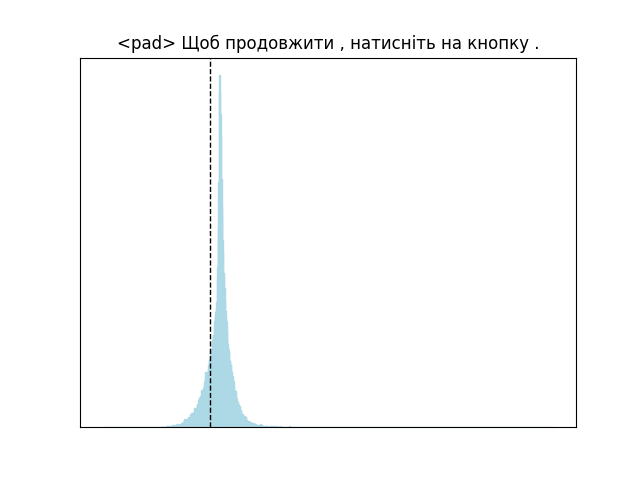 <pad> Щоб продовжити , натисніть на кнопку .